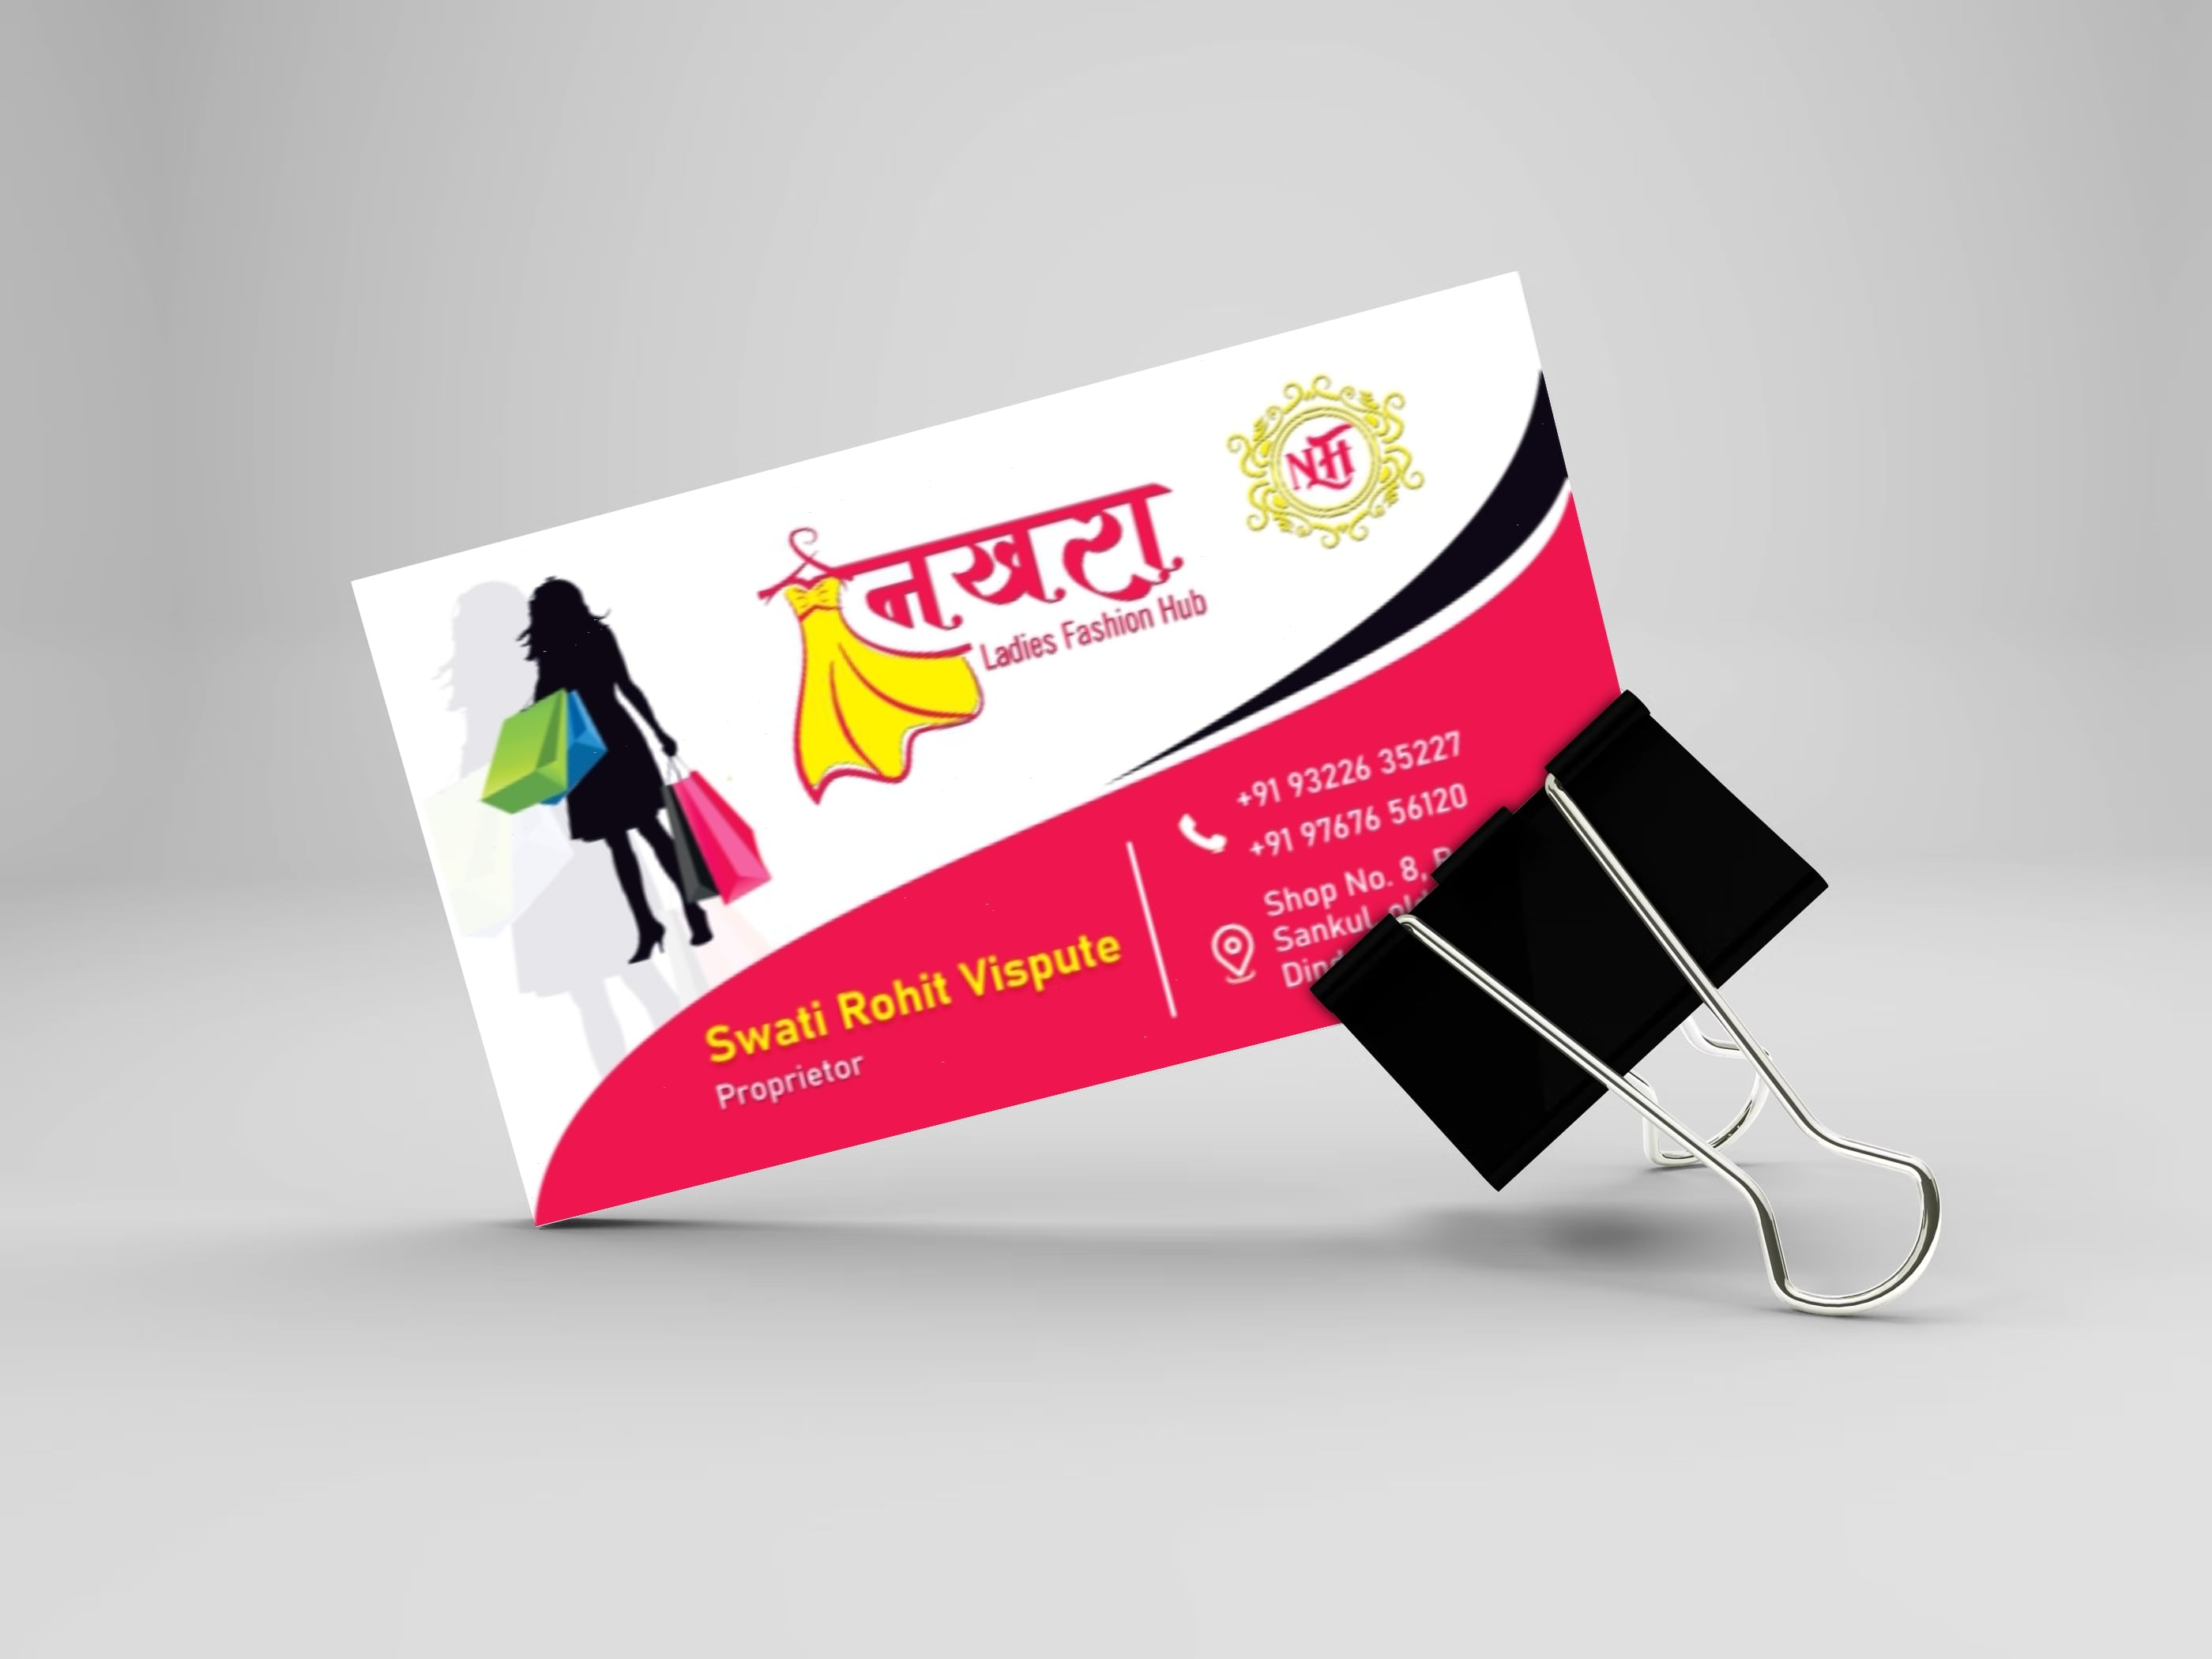 नखरा
Ladies Fashion Hub
NFH
Swati Rohit Vispute
Proprietor
+91 93226 35227
+91 97676 56120
Shop No. 8,
Sankul,